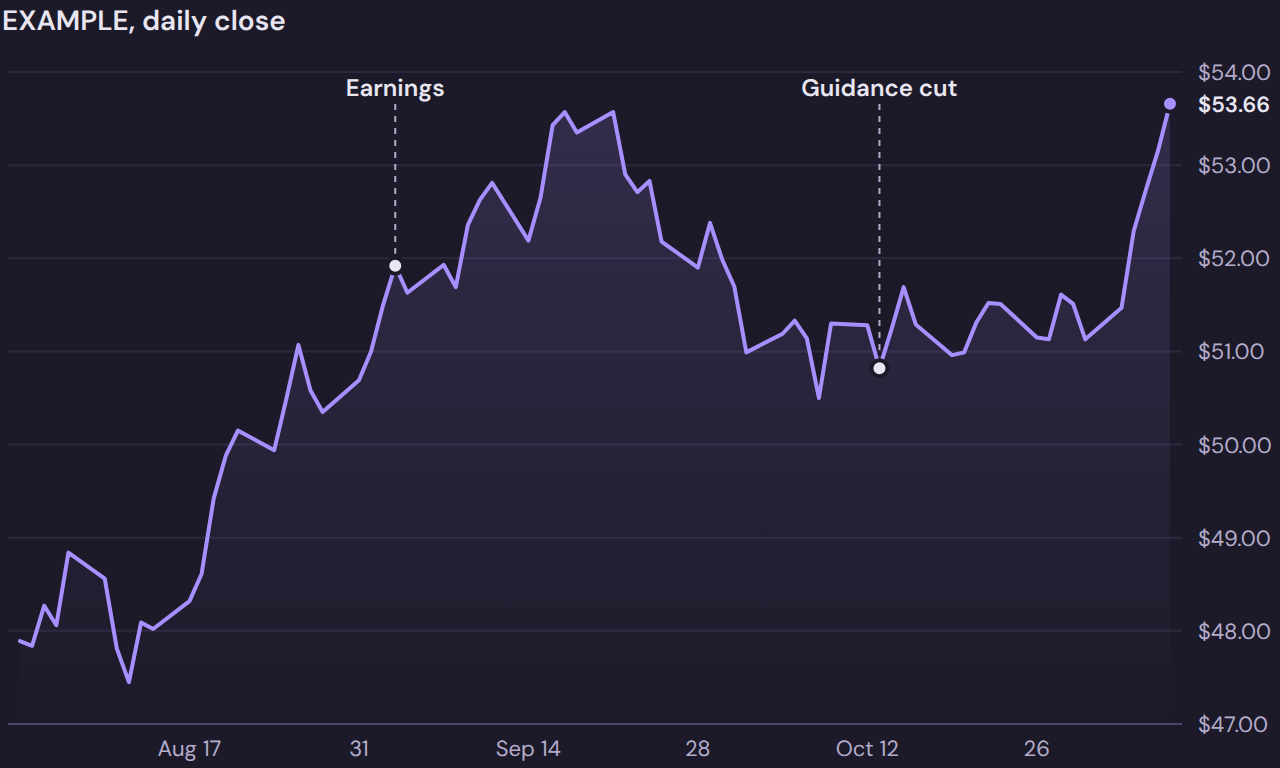 EXAMPLE, daily close
Earnings
Guidance cut
$54.00
$53.66
$53.00
$52.00
$51.00
$50.00
$49.00
$48.00
$47.00
Aug 17
31
Sep 14
28
Oct 12
26